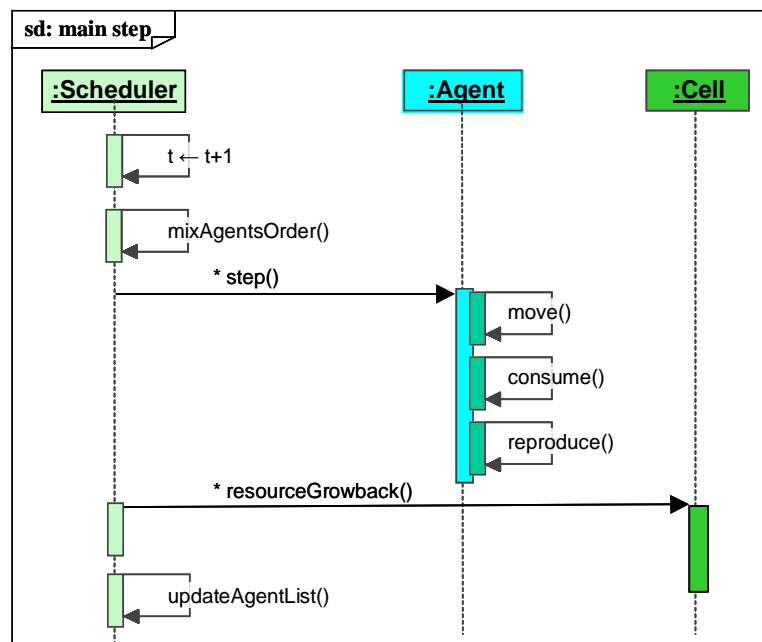 sd: main step
:Scheduler
:Agent
:Cell
t ← t+1
mixAgentsOrder()
* step()
move()
consume()
reproduce()
* resourceGrowback()
updateAgentList()